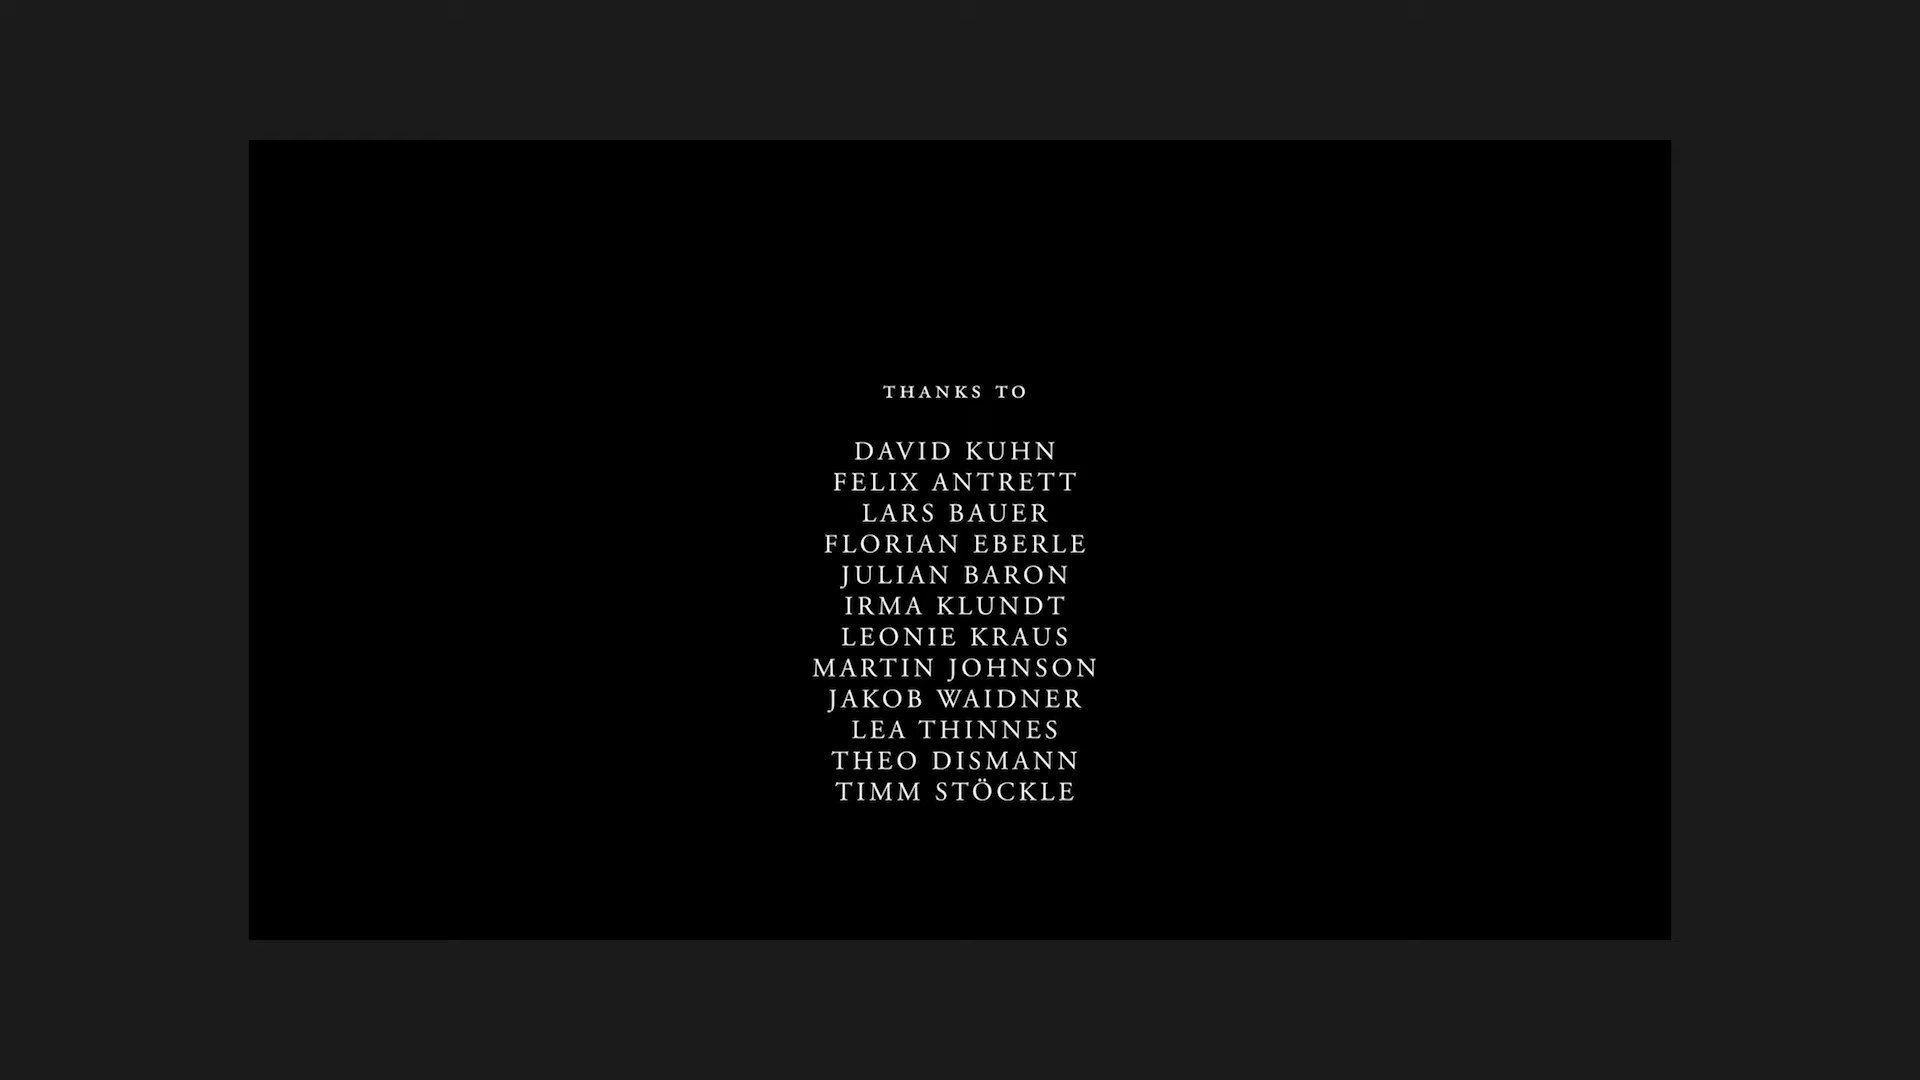 THANKS TO
DAVID KUHN
FELIX ANTRETT
LARS BAUER
FLORIAN EBERLE
JULIAN BARON
IRMA KLUNDT
LEONIE KRAUS
MARTIN JOHNSON
JAKOB WAIDNER
LEA THINNES
THEO DISMANN
TIMM STÖCKLE